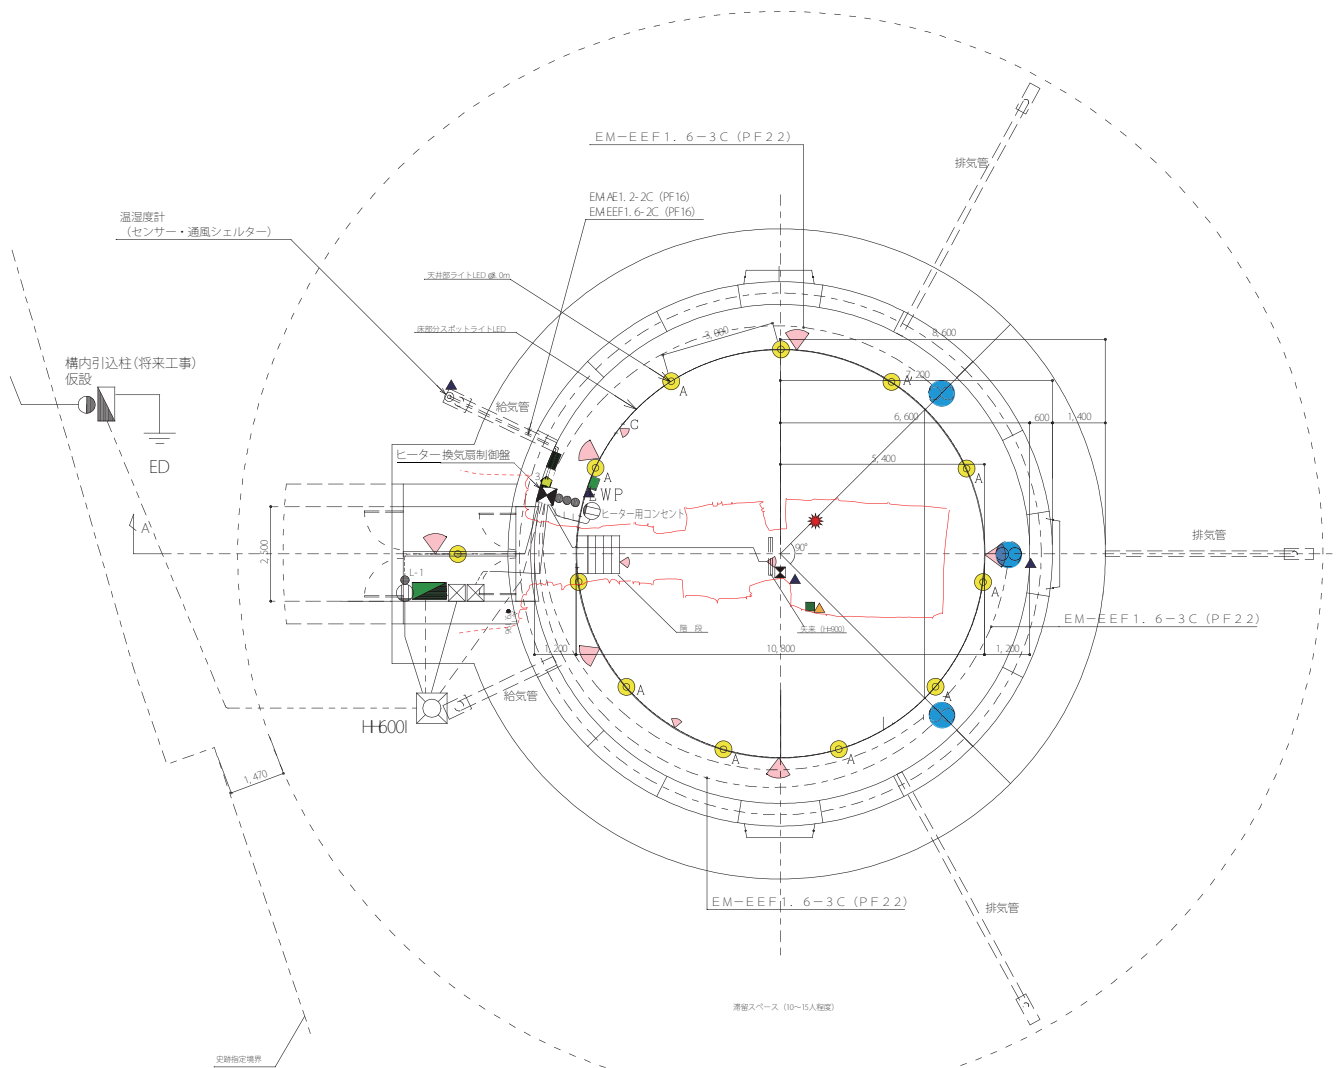 EM-EEF1.6-3C(PF22)
排気管
EM-AE1.2-2C(PF16)
EM-EEF1.6-2C(PF16)
温湿度計
(センサー・通風シェルター)
天井部ライトLED
床部分スポットライトLED
3,000
8,600
構内引込柱(将来工事)
仮設
ED
給気管
7,200
A
A
C
6,600
600
1,400
ヒーター換気扇制御盤
5,400
A
A
WP
ヒーター用コンセント
A
2,500
90°
排気管
L-1
A
EM-EEF1.6-3C(PF22)
階 段
矢来(H=900)
1,200
10,800
1,200
給気管
A
A
HH600
A
A
1,470
EM-EEF1.6-3C(PF22)
排気管
滞留スペース(10~15人程度)
史跡指定境界